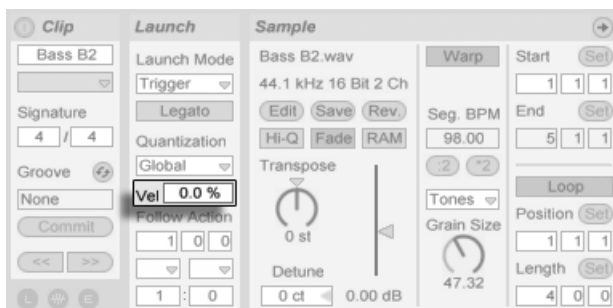 Clip
Bass B2
Signature
4 / 4
Groove
None
Commit
<< >>
L E
Launch
Launch Mode
Trigger
Legato
Quantization
Global
Vel 0.0 %
Follow Action
1 0 0
1 : 0
Sample
Bass B2.wav
44.1 kHz 16 Bit 2 Ch
Edit Save Rev.
Hi-Q Fade RAM
Transpose
0 st
Detune
0 ct 0.00 dB
Warp
Seg. BPM
98.00
:2 *2
Tones
Grain Size
47.32
Start Set
1 1 1
End Set
5 1 1
Loop
Position Set
1 1 1
Length Set
4 0 0